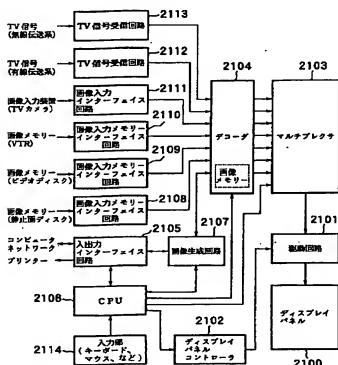 TV信号
(無線伝送系)
TV信号受信回路
2113
TV信号
(有線伝送系)
TV信号受信回路
2112
画像入力装置
(TVカメラ)
画像入力
インターフェイス
回路
2111
画像メモリー
(VTR)
画像入力メモリー
インターフェイス
回路
2110
画像メモリー
(ビデオディスク)
画像入力メモリー
インターフェイス
回路
2109
画像メモリー
(静止画ディスク)
画像入力メモリー
インターフェイス
回路
2108
2104
デコーダ
画像
メモリー
2103
マルチプレクサ
コンピュータ
ネットワーク
プリンター
2105
入出力
インターフェイス
回路
2107
画像生成回路
2101
駆動回路
2106
CPU
2102
ディスプレイ
パネル
コントローラ
ディスプレイ
パネル
2100
2114
入力部
(キーボード、
マウス、など)